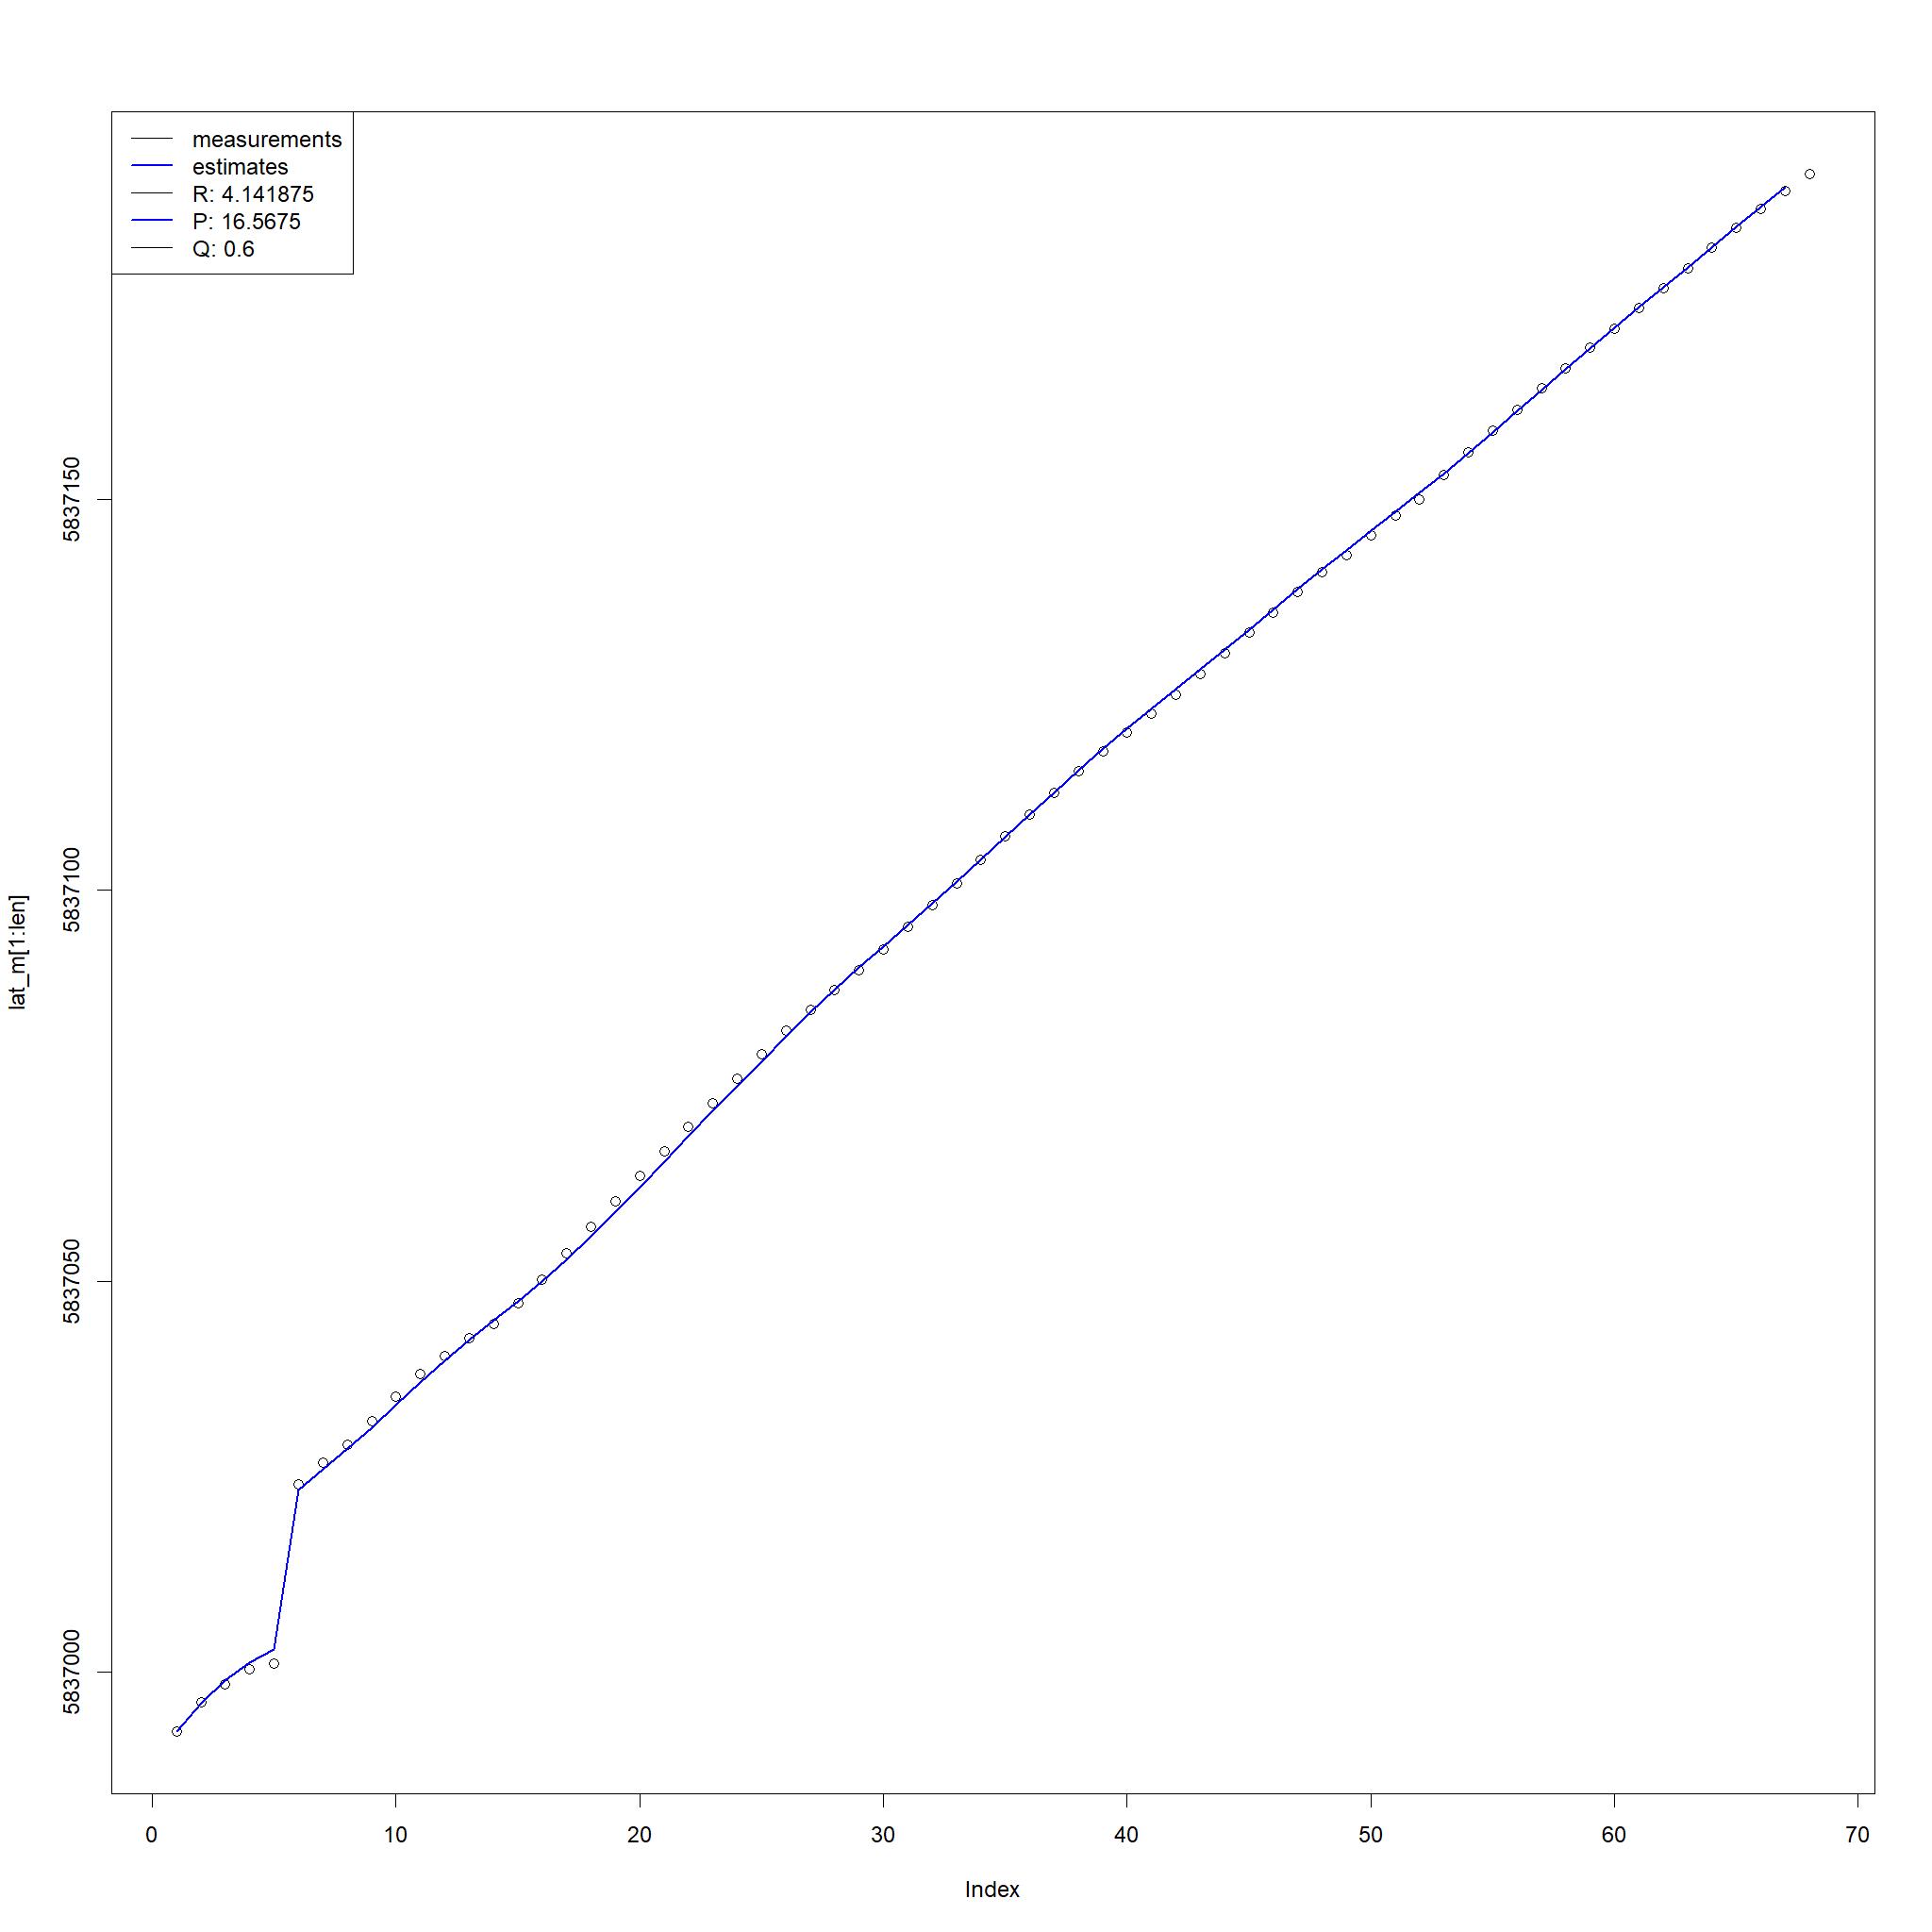 measurements
estimates
R: 4.141875
P: 16.5675
Q: 0.6
lat_m[1:len]
5837150
5837100
5837050
5837000
0 10 20 30 40 50 60 70
Index